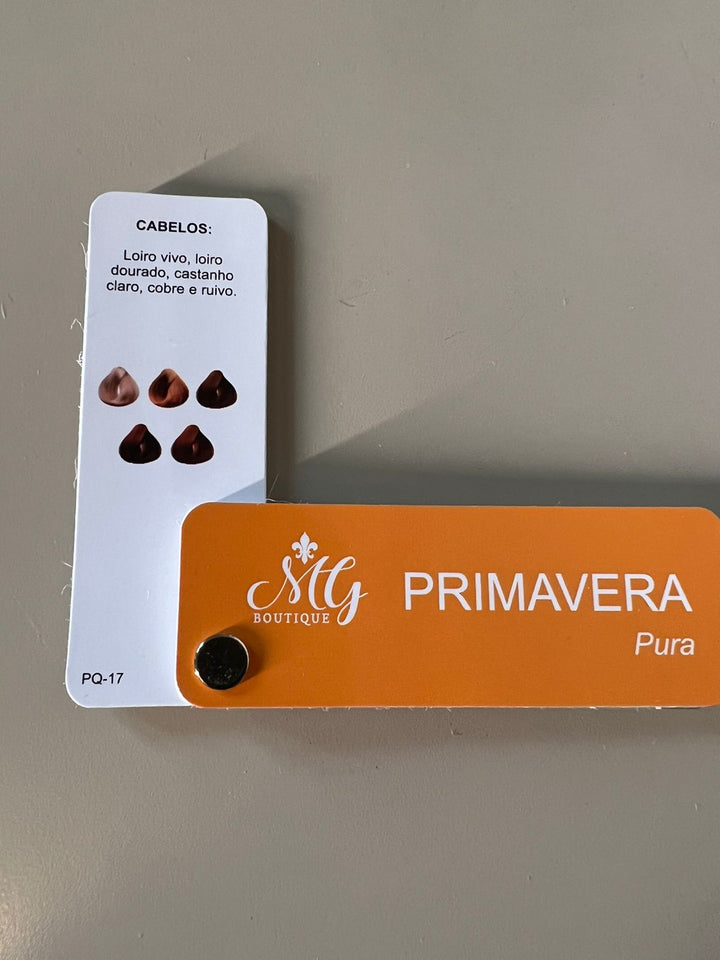 CABELOS:
Loiro vivo, loiro
dourado, castanho
claro, cobre e ruivo.
PQ-17
MG
BOUTIQUE
PRIMAVERA
Pura